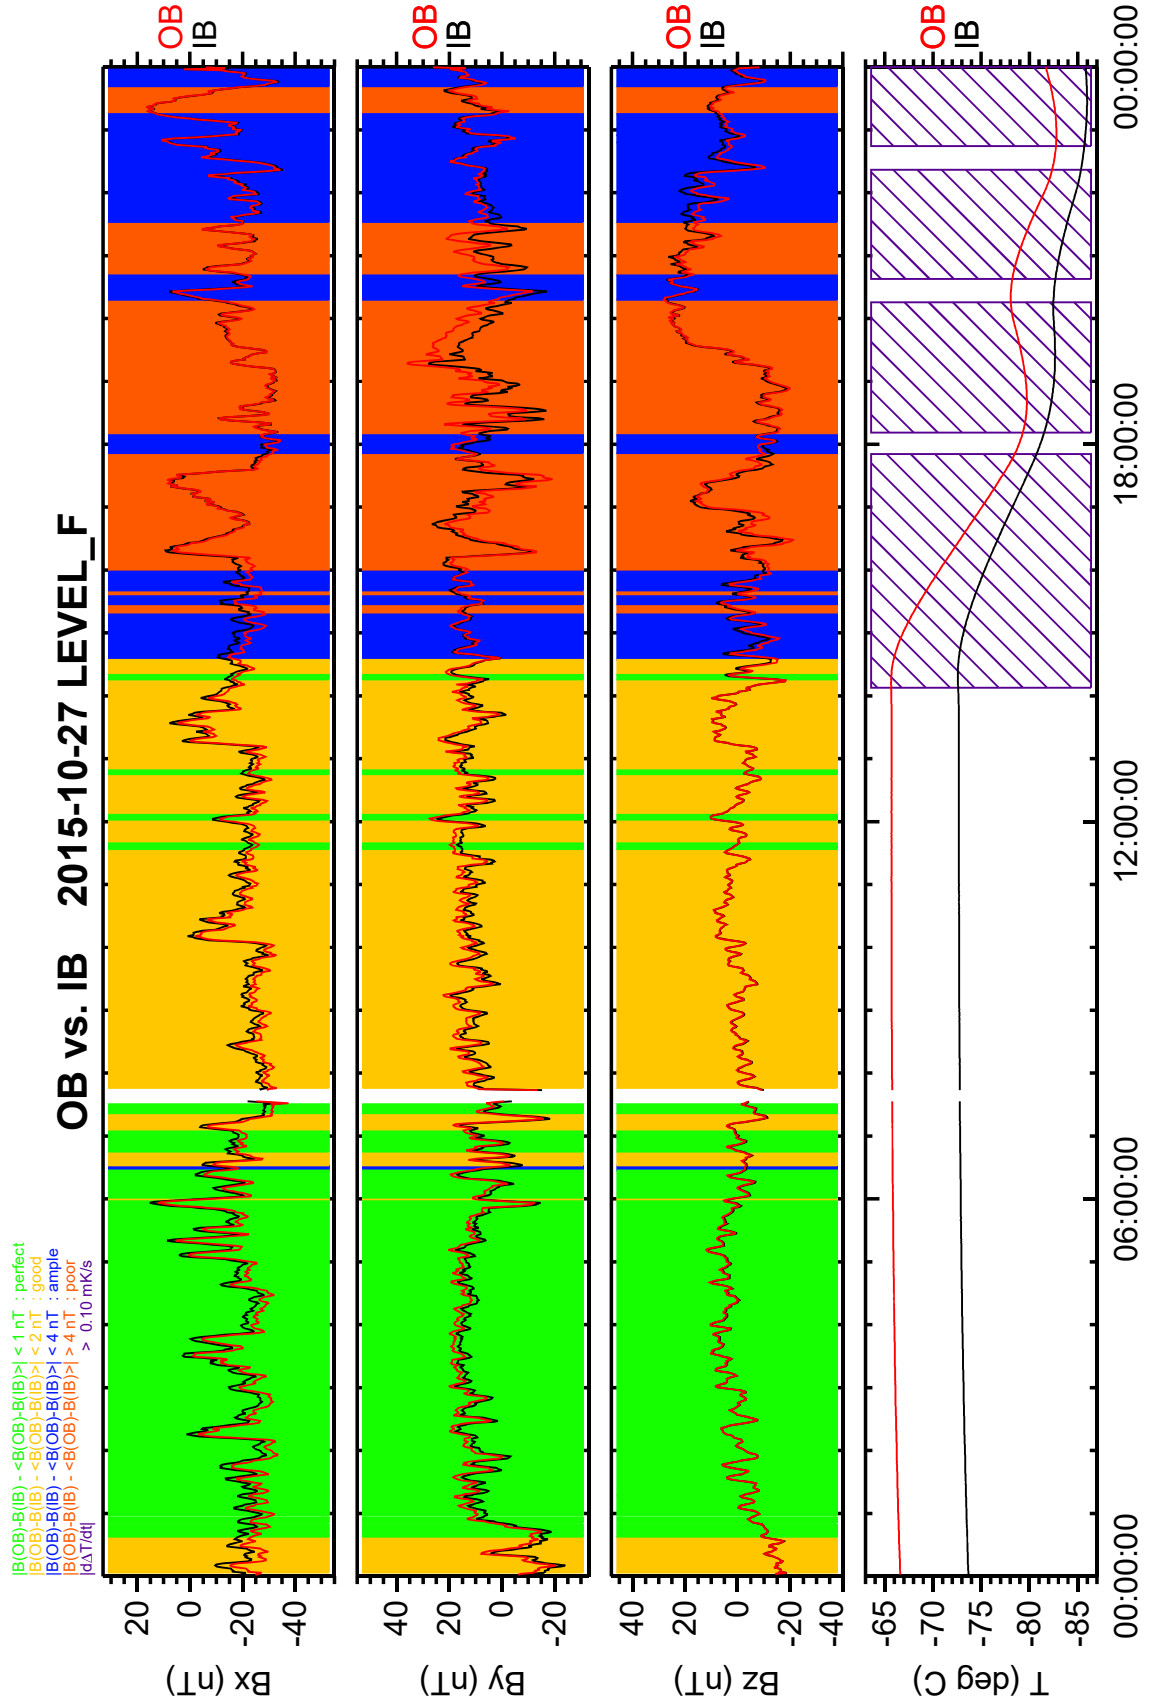 OB vs. IB 2015-10-27 LEVEL_F
|B(OB)-B(IB) - <B(OB)-B(IB)>| < 1 nT : perfect
|B(OB)-B(IB) - <B(OB)-B(IB)>| < 2 nT : good
|B(OB)-B(IB) - <B(OB)-B(IB)>| < 4 nT : ample
|B(OB)-B(IB) - <B(OB)-B(IB)>| > 4 nT : poor
|dΔT/dt| > 0.10 mK/s
Bx (nT)
20
0
-20
-40
OB
IB
By (nT)
40
20
0
-20
OB
IB
Bz (nT)
40
20
0
-20
-40
OB
IB
T (deg C)
-65
-70
-75
-80
-85
OB
IB
00:00:00
06:00:00
12:00:00
18:00:00
00:00:00